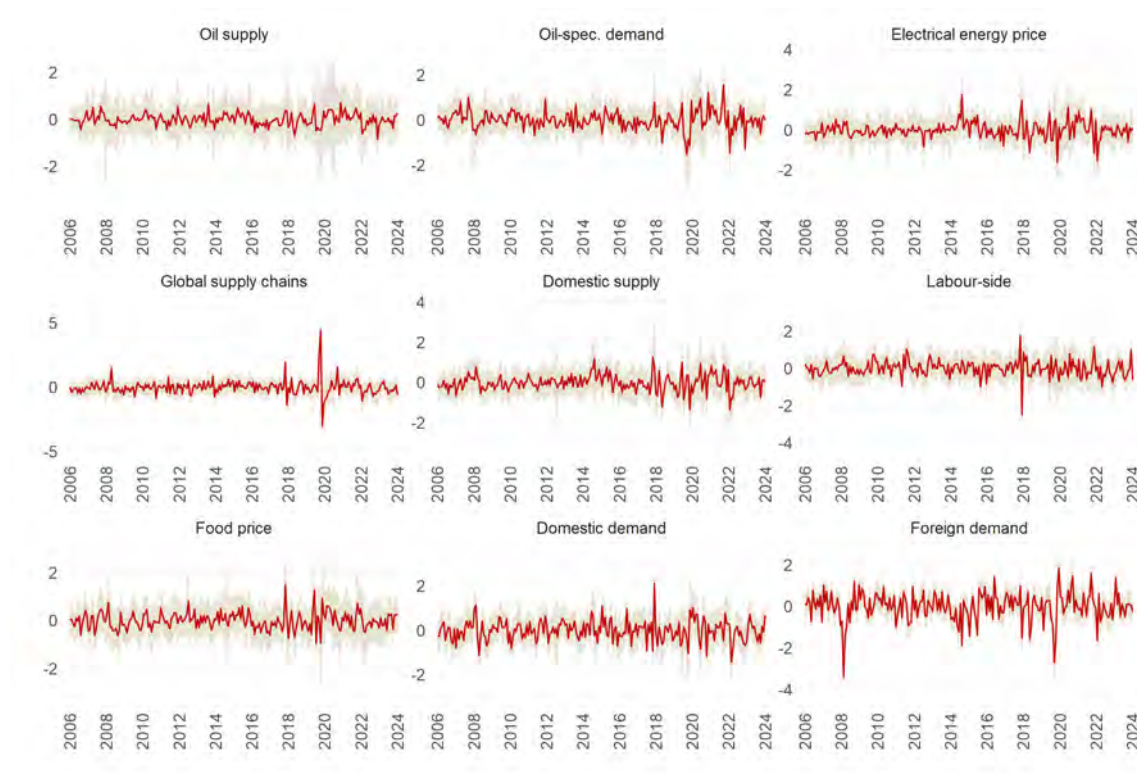 Oil supply
2
0
-2
2006 2008 2010 2012 2014 2016 2018 2020 2022 2024
Oil-spec. demand
2
0
-2
2006 2008 2010 2012 2014 2016 2018 2020 2022 2024
Electrical energy price
4
2
0
-2
2006 2008 2010 2012 2014 2016 2018 2020 2022 2024
Global supply chains
5
0
-5
2006 2008 2010 2012 2014 2016 2018 2020 2022 2024
Domestic supply
4
2
0
-2
2006 2008 2010 2012 2014 2016 2018 2020 2022 2024
Labour-side
2
0
-2
-4
2006 2008 2010 2012 2014 2016 2018 2020 2022 2024
Food price
2
0
-2
2006 2008 2010 2012 2014 2016 2018 2020 2022 2024
Domestic demand
2
0
-2
2006 2008 2010 2012 2014 2016 2018 2020 2022 2024
Foreign demand
2
0
-2
-4
2006 2008 2010 2012 2014 2016 2018 2020 2022 2024